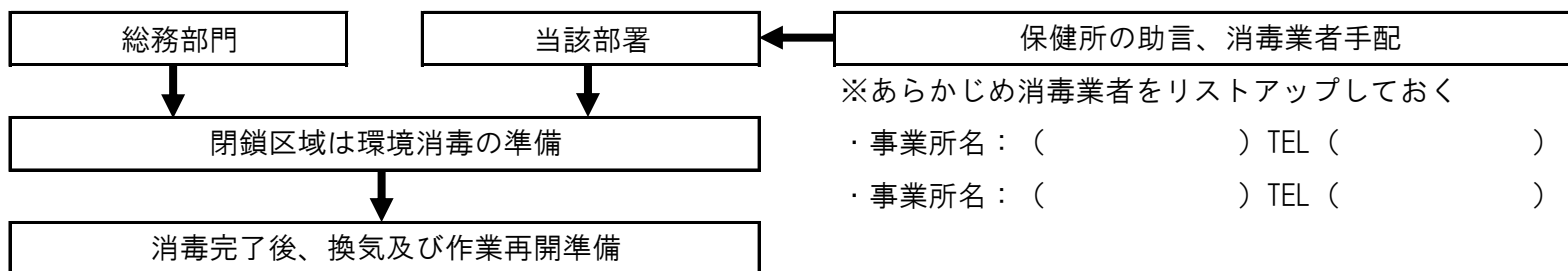 総務部門
当該部署
保健所の助言、消毒業者手配
※あらかじめ消毒業者をリストアップしておく
閉鎖区域は環境消毒の準備
・事業所名：（　　　　　　　　）TEL（　　　　　　　　）
・事業所名：（　　　　　　　　）TEL（　　　　　　　　）
消毒完了後、換気及び作業再開準備